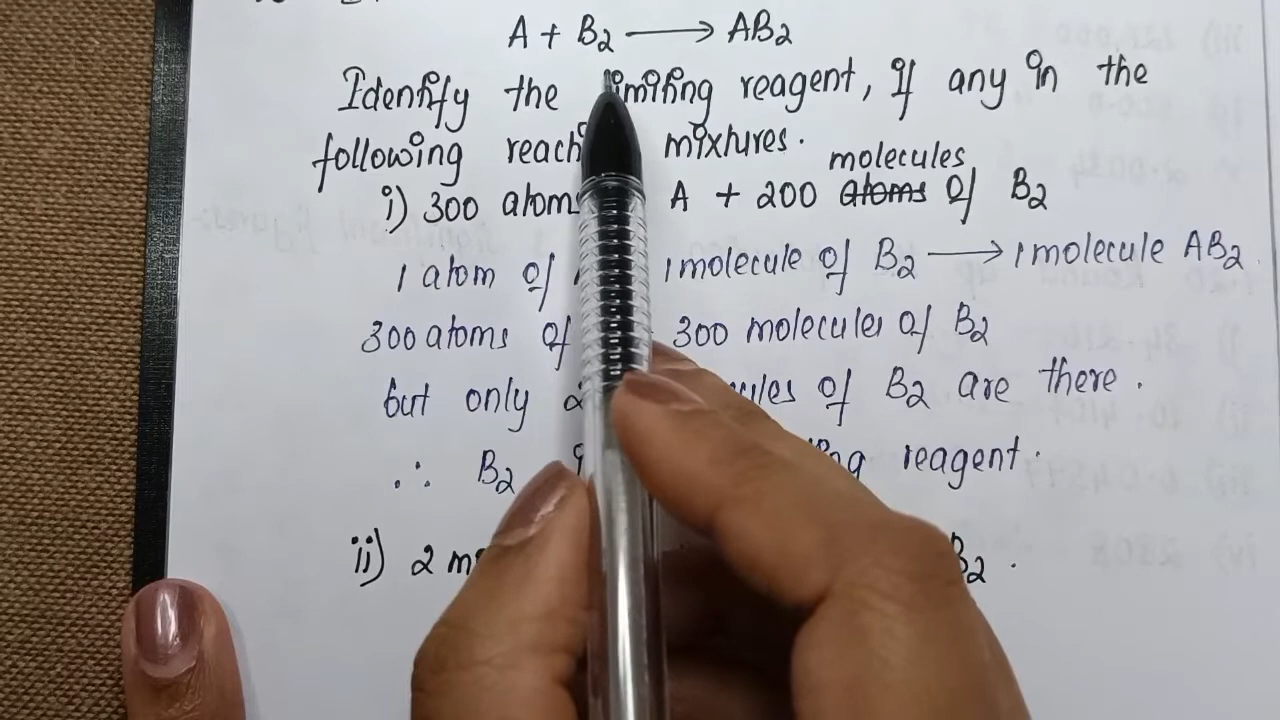 A + B2 ⟶ AB2
Identify the limiting reagent, if any in the
following mixtures.
molecules
i) 300 atoms A + 200 atoms of B2
1 atom of 1 molecule of B2 ⟶ 1 molecule AB2
300 atoms of 300 molecules of B2
but only of B2 are there.
∴ B2 reagent.
ii) 2 B2.